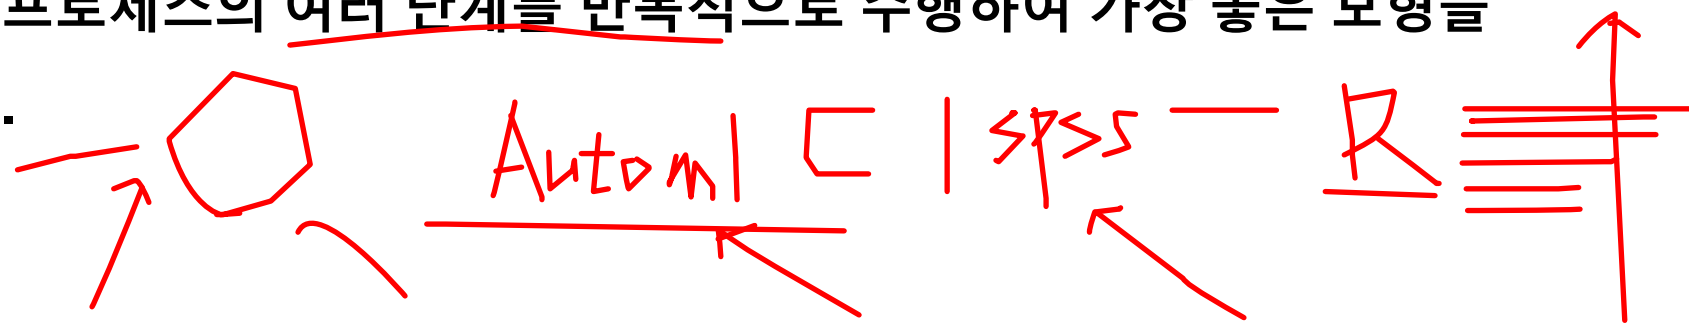 프로세스의 여러 단계를 반복적으로 수행하여 가장 좋은 모형을
Automl C | spss — R